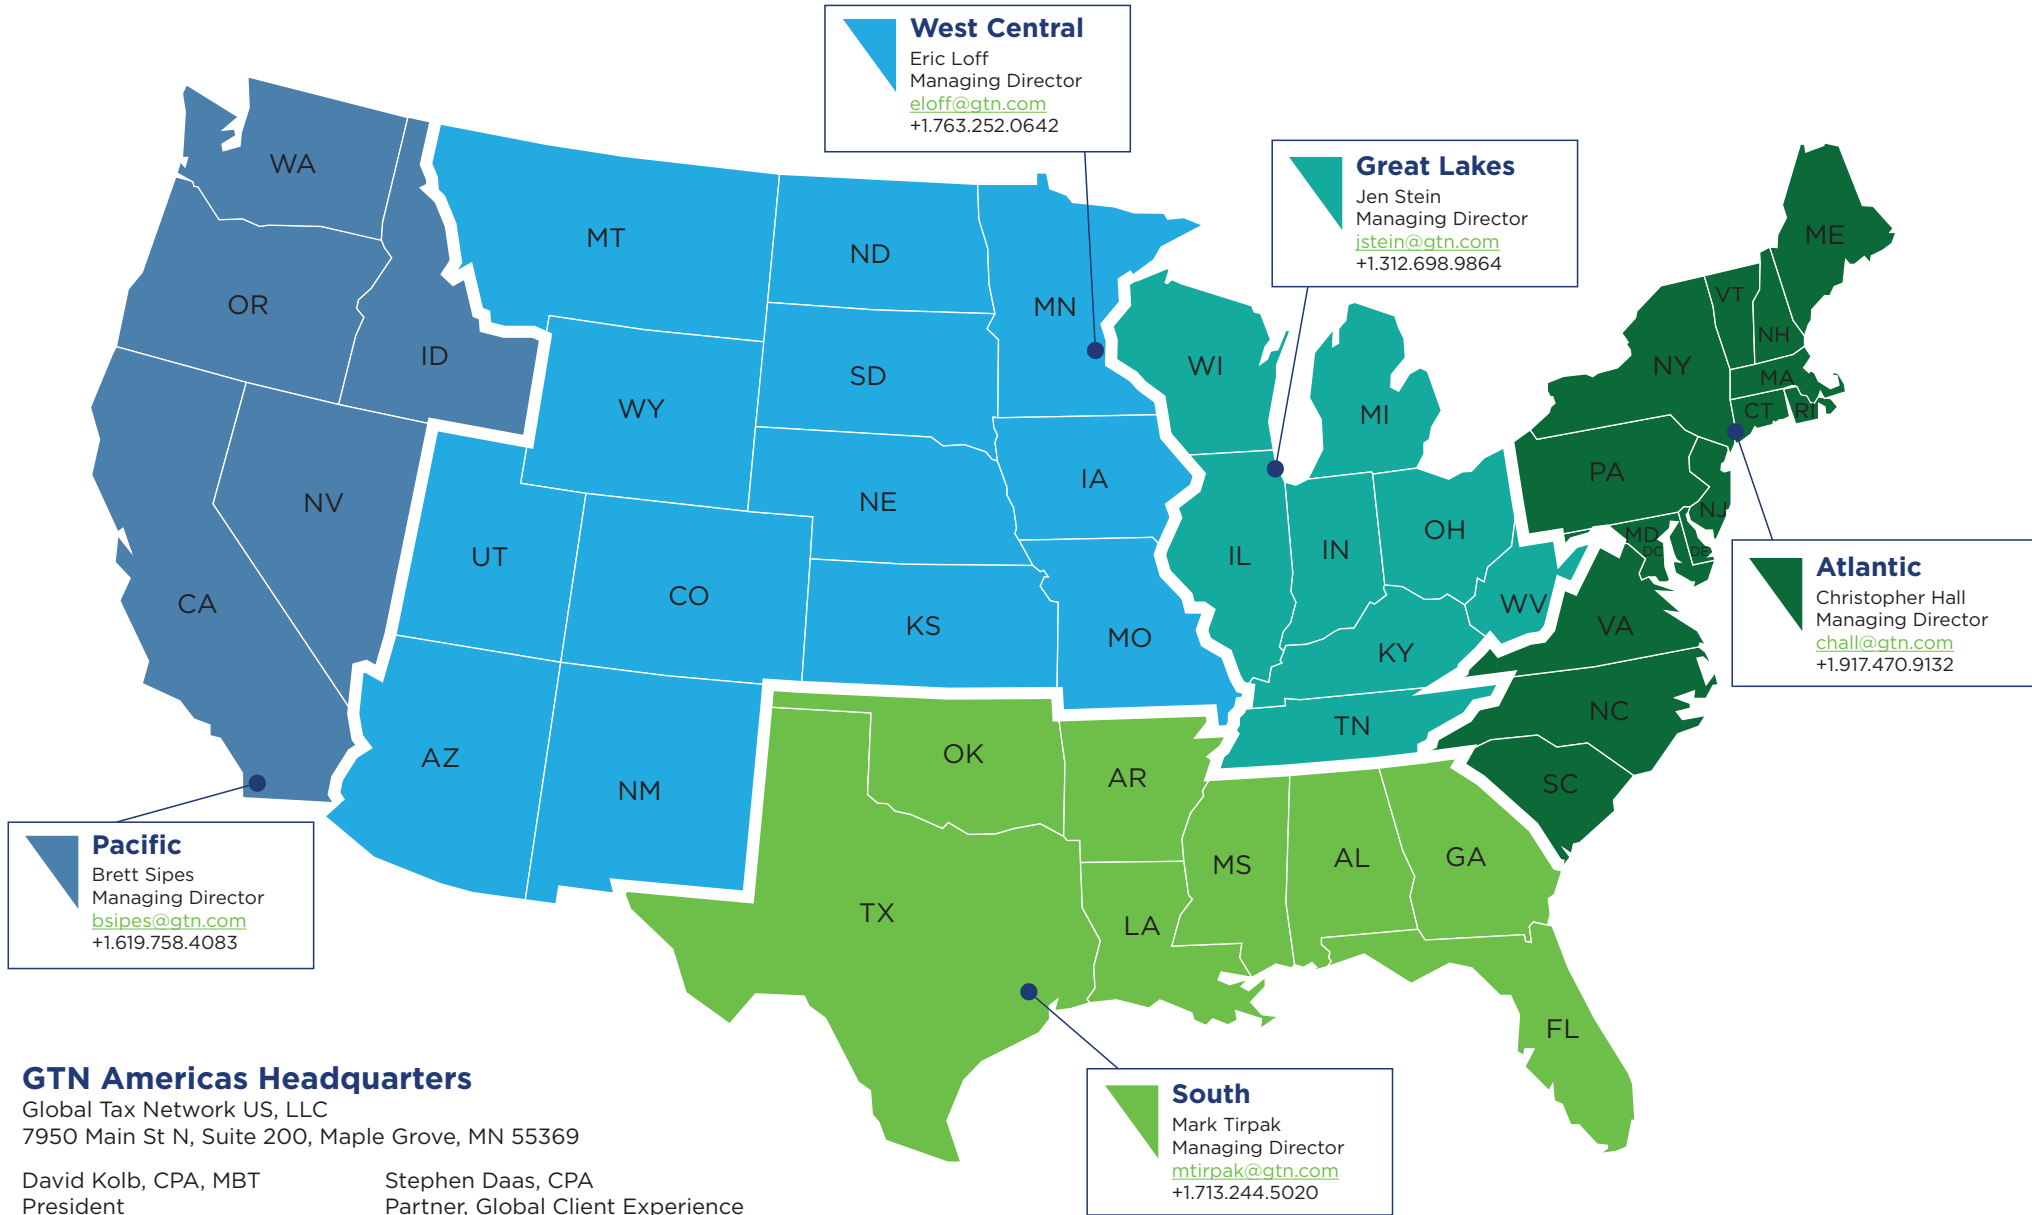 West Central
Eric Loff
Managing Director
eloff@gtn.com
+1.763.252.0642
Great Lakes
Jen Stein
Managing Director
jstein@gtn.com
+1.312.698.9864
WA
MT
ND
MN
ME
OR
ID
WY
SD
WI
MI
NY
VT
NH
MA
CT
RI
NV
UT
CO
NE
IA
IL
IN
OH
PA
NJ
MD
DC
DE
CA
KS
MO
KY
WV
VA
Atlantic
Christopher Hall
Managing Director
chall@gtn.com
+1.917.470.9132
AZ
NM
OK
AR
TN
NC
SC
TX
LA
MS
AL
GA
FL
Pacific
Brett Sipes
Managing Director
bsipes@gtn.com
+1.619.758.4083
South
Mark Tirpak
Managing Director
mtirpak@gtn.com
+1.713.244.5020
GTN Americas Headquarters
Global Tax Network US, LLC
7950 Main St N, Suite 200, Maple Grove, MN 55369
David Kolb, CPA, MBT
President
Stephen Daas, CPA
Partner, Global Client Experience